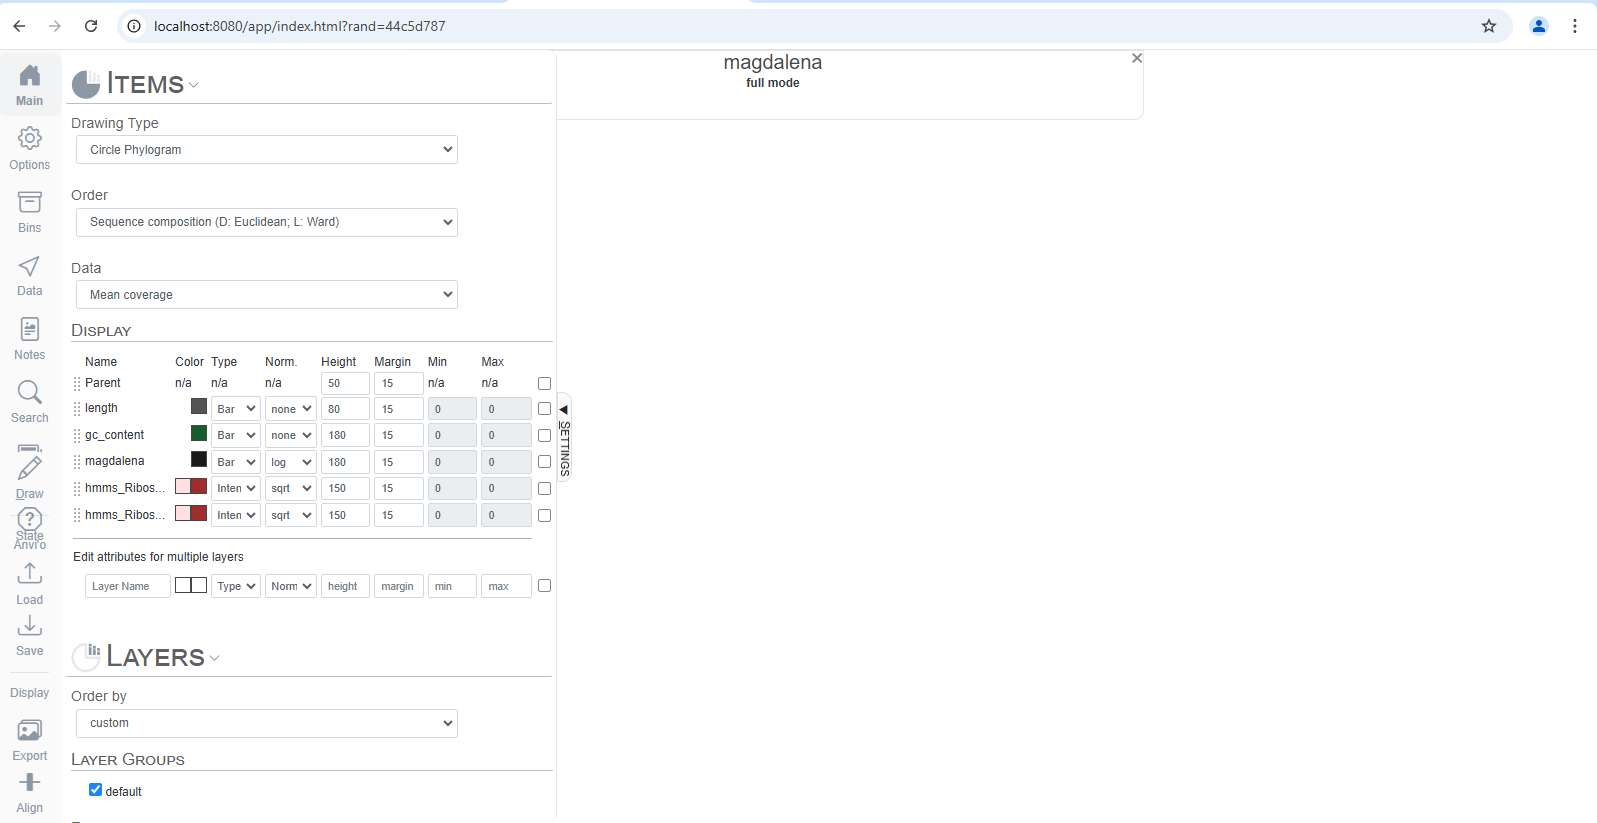 localhost:8080/app/index.html?rand=44c5d787
magdalena
full mode
Main
Options
Bins
Data
Notes
Search
Draw
State
Anvi'o
Load
Save
Display
Export
Align
ITEMS
Drawing Type
Circle Phylogram
Order
Sequence composition (D: Euclidean; L: Ward)
Data
Mean coverage
DISPLAY
Name Color Type Norm. Height Margin Min Max
Parent n/a n/a n/a 50 15 n/a n/a
length Bar none 80 15 0 0
gc_content Bar none 180 15 0 0
magdalena Bar log 180 15 0 0
hmms_Ribos... Inten sqrt 150 15 0 0
hmms_Ribos... Inten sqrt 150 15 0 0
Edit attributes for multiple layers
Layer Name Type Norm height margin min max
LAYERS
Order by
custom
LAYER GROUPS
default
SETTINGS